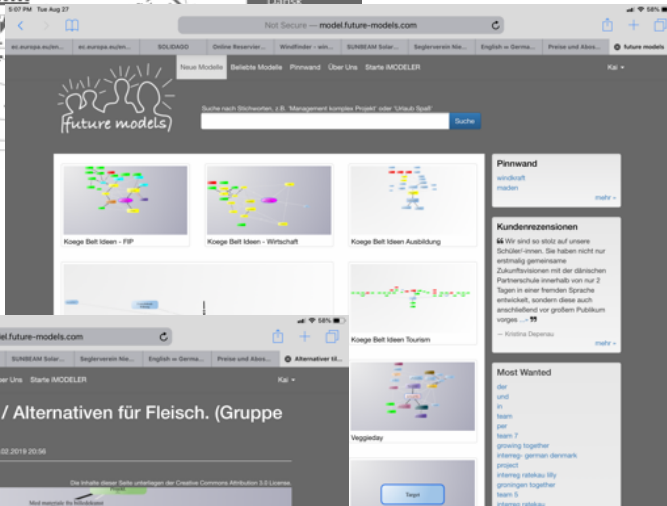 5:07 PM Tue Aug 27
58%
Not Secure — model.future-models.com
ec.europa.eu/en...
ec.europa.eu/en...
SOLIDAGO
Online Reservier...
Windfinder - win...
SUNBEAM Solar...
Seglerverein Nie...
English ⇔ Germa...
Preise und Abos...
future models
Neue Modelle
Beliebte Modelle
Pinnwand
Über Uns
Starte iMODELER
Kai
future models
Suche nach Stichworten, z.B. 'Management komplex Projekt' oder 'Urlaub Spaß'
Suche
Koege Belt Ideen - FIP
Koege Belt Ideen - Wirtschaft
Koege Belt Ideen Ausbildung
Koege Belt Ideen Tourism
Veggieday
Target
Pinnwand
windkraft
maden
mehr »
Kundenrezensionen
Wir sind so stolz auf unsere
Schüler/-innen. Sie haben nicht nur
erstmalig gemeinsame
Zukunftsvisionen mit der dänischen
Partnerschule innerhalb von nur 2
Tagen in einer fremden Sprache
entwickelt, sondern diese auch
anschließend vor großem Publikum
vorges ...»
— Kristina Depenau
mehr »
Most Wanted
der
und
in
team
per
team 7
growing together
interreg- german denmark
project
interreg ratekau lilly
groningen together
team 5
interreg ratekau
58%
del.future-models.com
SUNBEAM Solar...
Seglerverein Nie...
English ⇔ Germa...
Preise und Abos...
Alternativer til...
ber Uns
Starte iMODELER
Kai
/ Alternativen für Fleisch. (Gruppe
.02.2019 20:56
Die Inhalte dieser Seite unterliegen der Creative Commons Attribution 3.0 License.